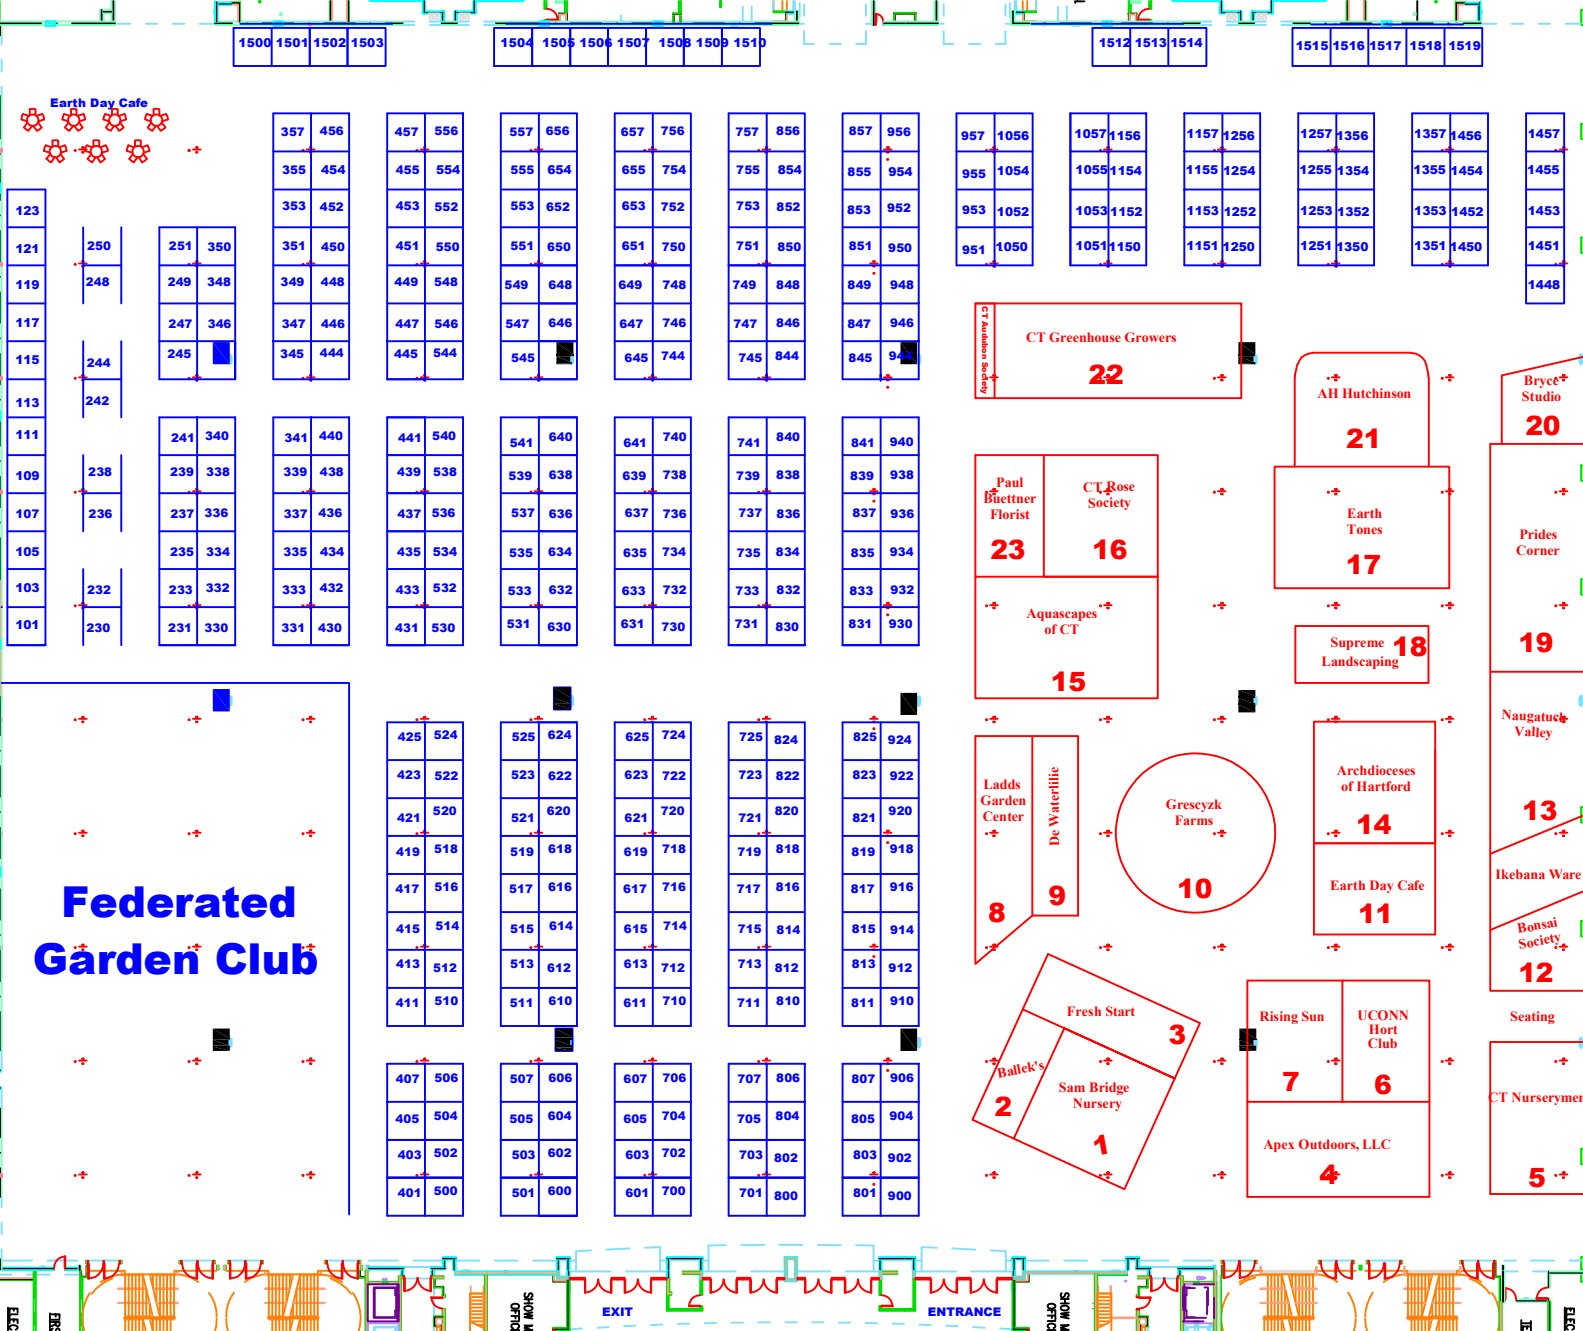 1500 1501 1502 1503 1504 1505 1506 1507 1508 1509 1510 1512 1513 1514 1515 1516 1517 1518 1519
Earth Day Cafe
357 456 457 556 557 656 657 756 757 856 857 956 957 1056 1057 1156 1157 1256 1257 1356 1357 1456 1457
355 454 455 554 555 654 655 754 755 854 855 954 955 1054 1055 1154 1155 1254 1255 1354 1355 1454 1455
123 353 452 453 552 553 652 653 752 753 852 853 952 953 1052 1053 1152 1153 1252 1253 1352 1353 1452 1453
121 250 251 350 351 450 451 550 551 650 651 750 751 850 851 950 951 1050 1051 1150 1151 1250 1251 1350 1351 1450 1451
119 248 249 348 349 448 449 548 549 648 649 748 749 848 849 948 1448
117 247 346 347 446 447 546 547 646 647 746 747 846 847 946
115 244 245 345 444 445 544 545 645 744 745 844 845 944
113 242
111 241 340 341 440 441 540 541 640 641 740 741 840 841 940
109 238 239 338 339 438 439 538 539 638 639 738 739 838 839 938
107 236 237 336 337 436 437 536 537 636 637 736 737 836 837 936
105 235 334 335 434 435 534 535 634 635 734 735 834 835 934
103 232 233 332 333 432 433 532 533 632 633 732 733 832 833 932
101 230 231 330 331 430 431 530 531 630 631 730 731 830 831 930
CT Audubon Society
CT Greenhouse Growers
22
AH Hutchinson
21
Bryce
Studio
20
Paul
Buettner
Florist
23
CT Rose
Society
16
Earth
Tones
17
Prides
Corner
19
Aquascapes
of CT
15
Supreme
Landscaping
18
425 524 525 624 625 724 725 824 825 924
423 522 523 622 623 722 723 822 823 922
421 520 521 620 621 720 721 820 821 920
419 518 519 618 619 718 719 818 819 918
417 516 517 616 617 716 717 816 817 916
415 514 515 614 615 714 715 814 815 914
413 512 513 612 613 712 713 812 813 912
411 510 511 610 611 710 711 810 811 910
Federated
Garden Club
407 506 507 606 607 706 707 806 807 906
405 504 505 604 605 704 705 804 805 904
403 502 503 602 603 702 703 802 803 902
401 500 501 600 601 700 701 800 801 900
Ladds
Garden
Center
8
De Waterlilie
9
Grescyzk
Farms
10
Archdioceses
of Hartford
14
Earth Day Cafe
11
Naugatuck
Valley
13
Ikebana Ware
Bonsai
Society
12
Fresh Start
3
Ballek's
2
Sam Bridge
Nursery
1
Rising Sun
7
UCONN
Hort
Club
6
Seating
Apex Outdoors, LLC
4
CT Nurserymen
5
EXIT
ENTRANCE
ELEC
FIRS
SHOW M
OFFIC
SHOW M
OFFIC
TE
ELEC